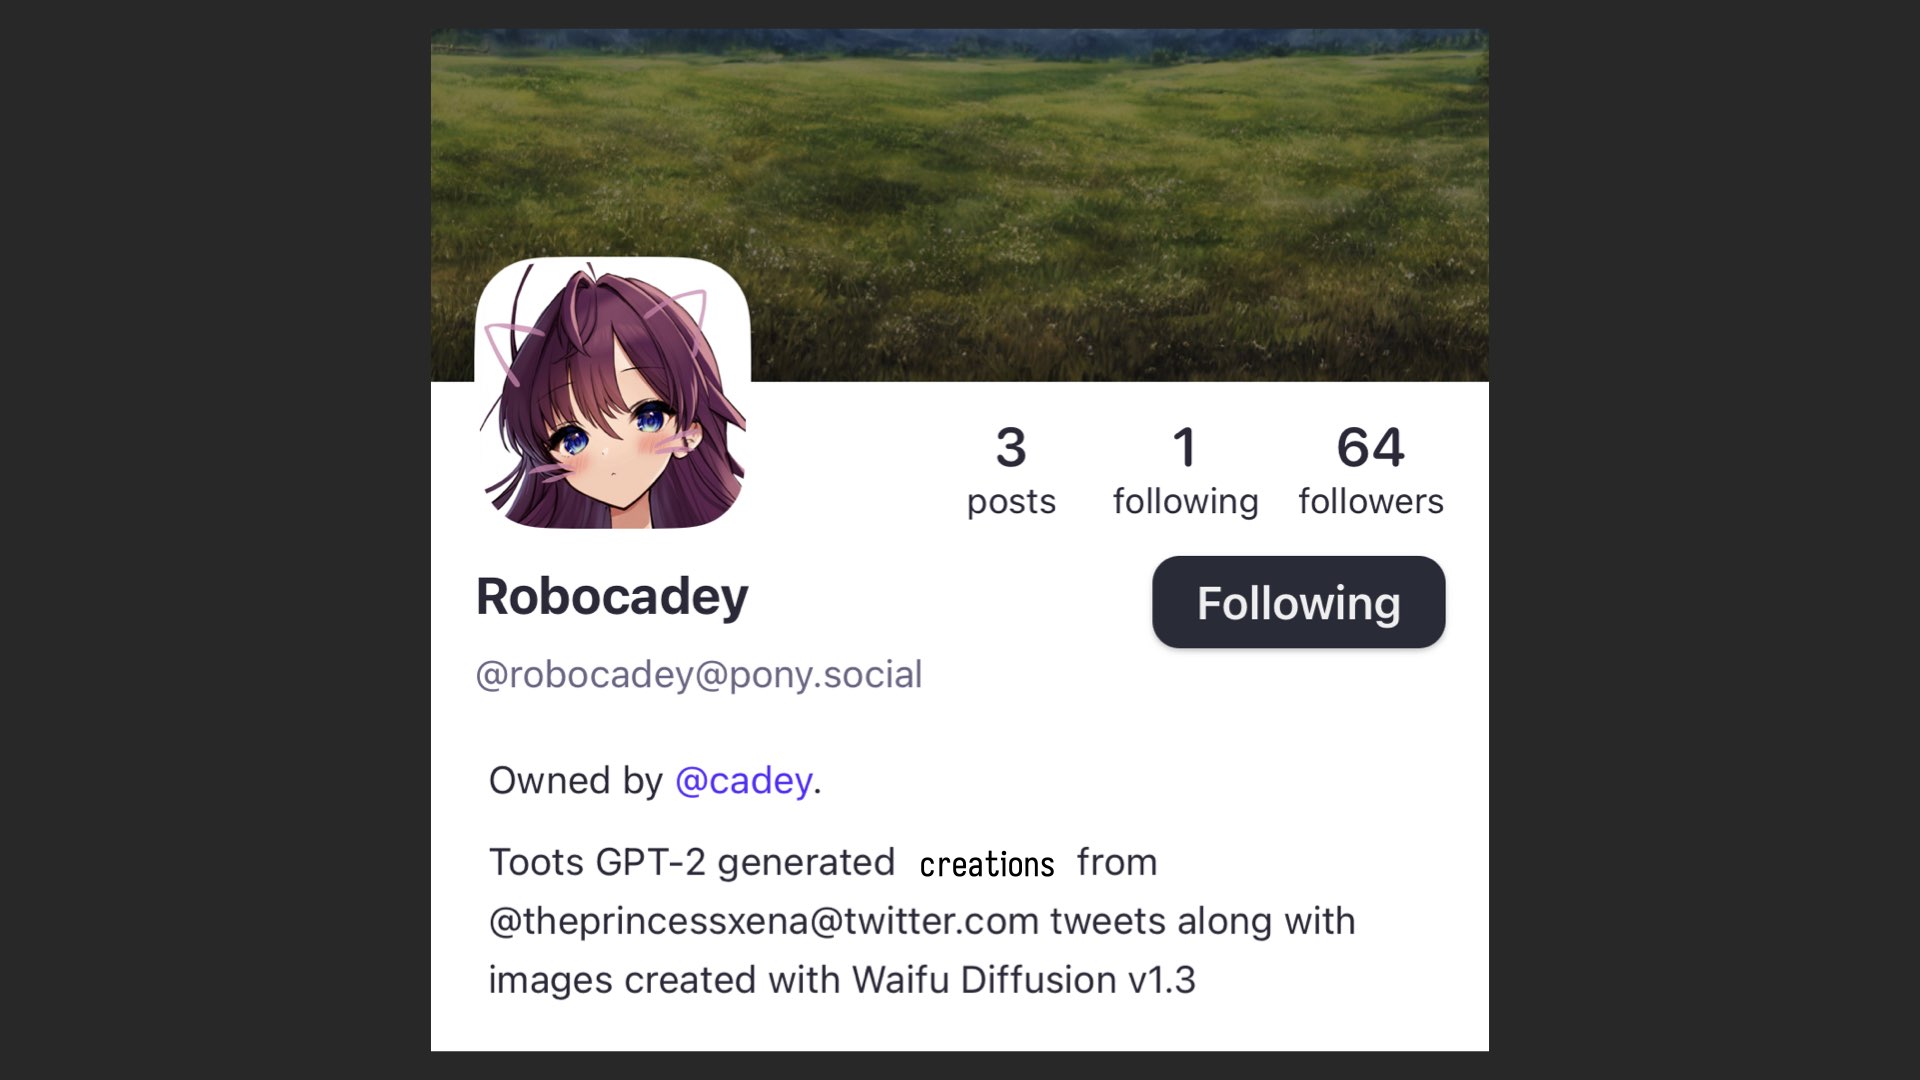 3 1 64
posts following followers
Robocadey
Following
@robocadey@pony.social
Owned by @cadey.
Toots GPT-2 generated creations from
@theprincessxena@twitter.com tweets along with
images created with Waifu Diffusion v1.3